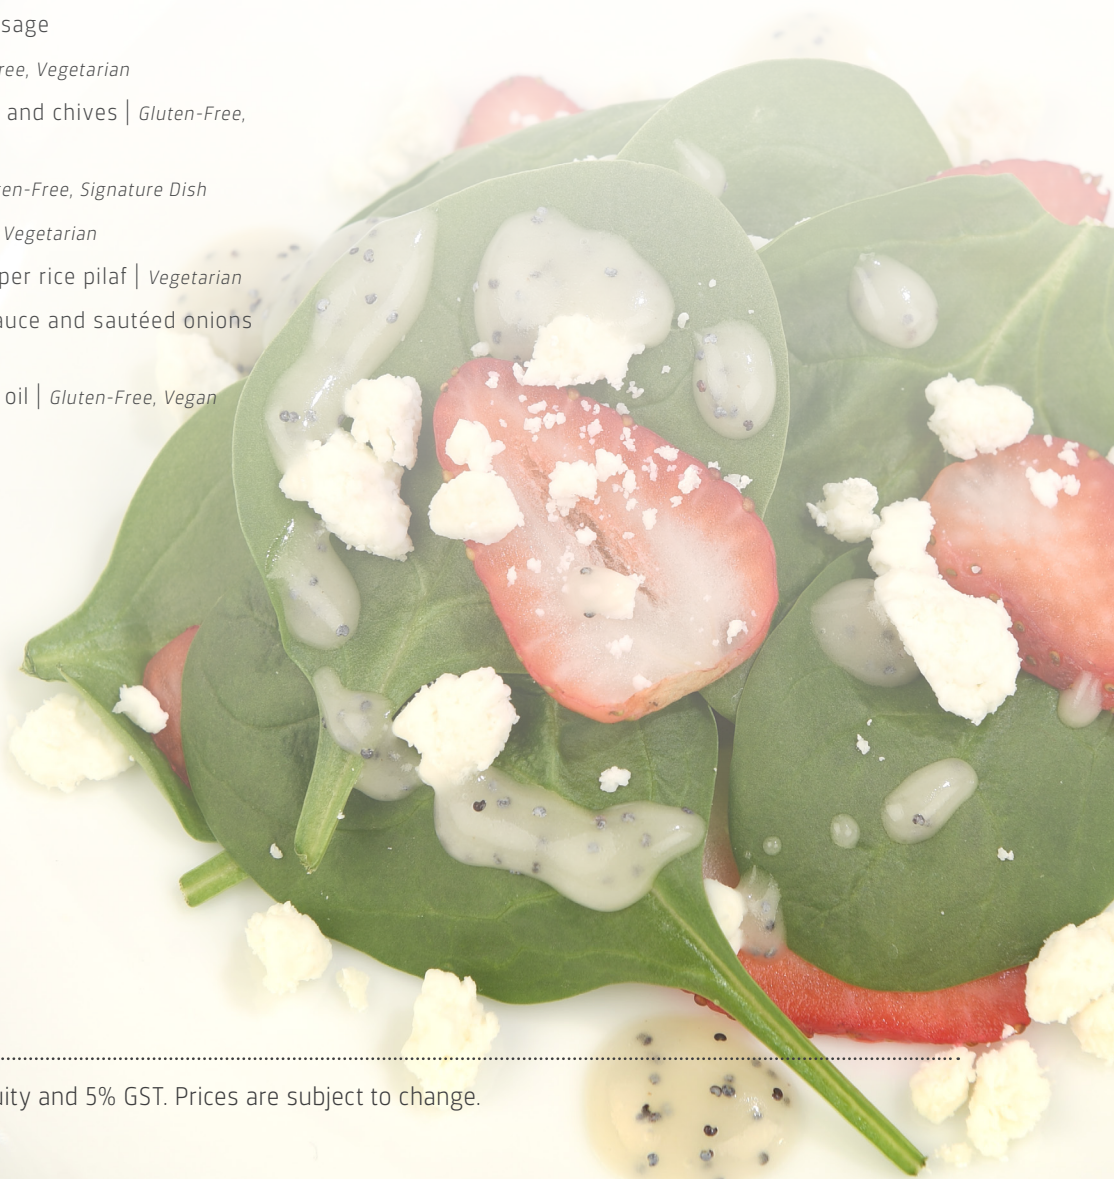 sage
ree, Vegetarian
and chives | Gluten-Free,
en-Free, Signature Dish
Vegetarian
per rice pilaf | Vegetarian
auce and sautéed onions
oil | Gluten-Free, Vegan
uity and 5% GST. Prices are subject to change.